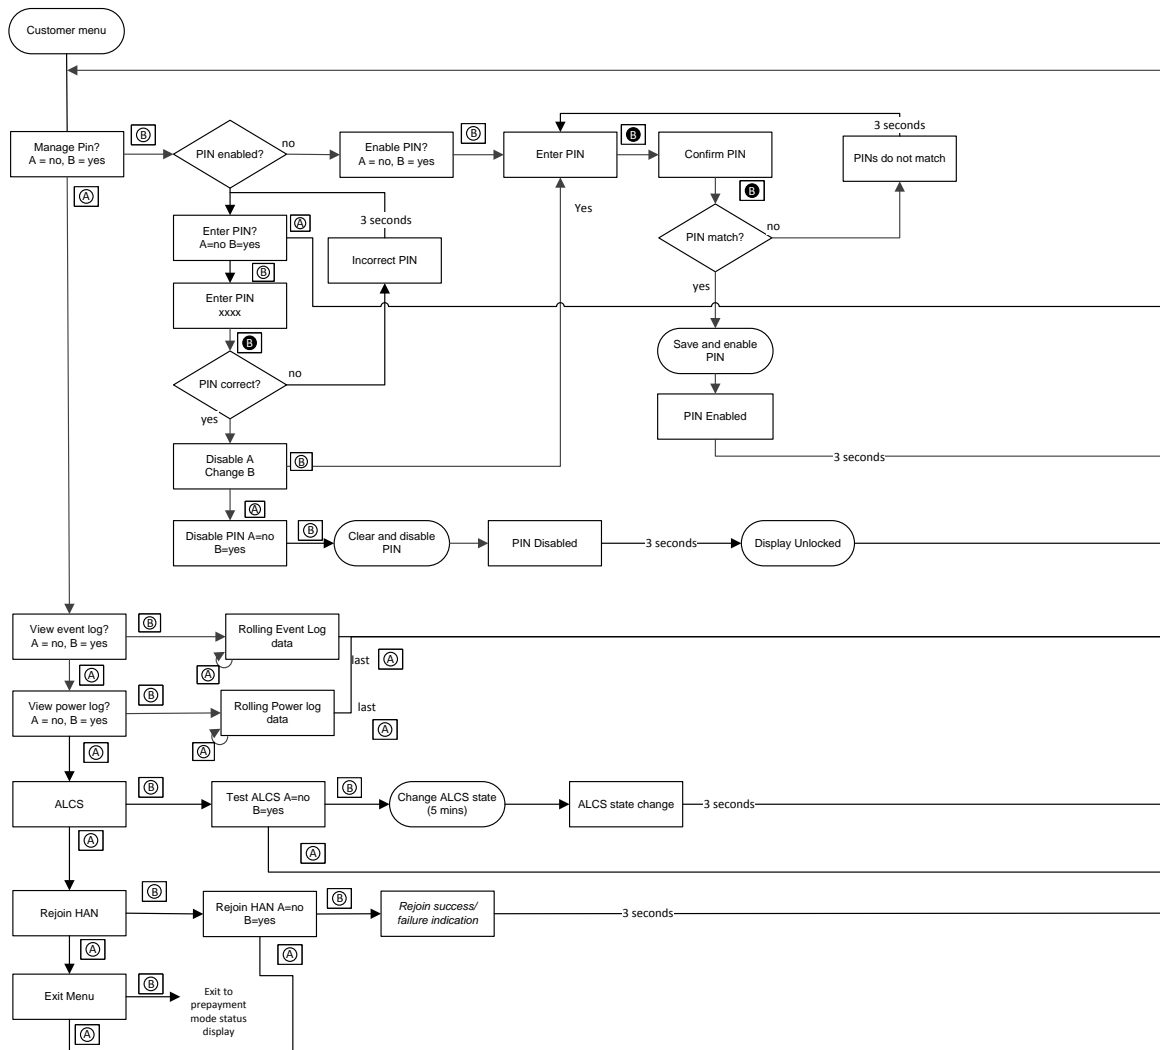 Customer menu
3 seconds
Manage Pin?
A = no, B = yes
B
PIN enabled?
no
Enable PIN?
A = no, B = yes
B
Enter PIN
B
Confirm PIN
PINs do not match
A
B
Yes
Enter PIN?
A=no B=yes
A
3 seconds
Incorrect PIN
PIN match?
no
B
yes
Enter PIN
xxxx
B
Save and enable
PIN
PIN correct?
no
yes
PIN Enabled
3 seconds
Disable A
Change B
B
A
Disable PIN A=no
B=yes
B
Clear and disable
PIN
PIN Disabled
3 seconds
Display Unlocked
View event log?
A = no, B = yes
B
Rolling Event Log
data
A
last
A
A
View power log?
A = no, B = yes
B
Rolling Power log
data
last
A
A
A
ALCS
B
Test ALCS A=no
B=yes
B
Change ALCS state
(5 mins)
ALCS state change
3 seconds
A
A
Rejoin HAN
B
Rejoin HAN A=no
B=yes
B
Rejoin success/
failure indication
3 seconds
A
A
Exit Menu
B
Exit to
prepayment
mode status
display
A